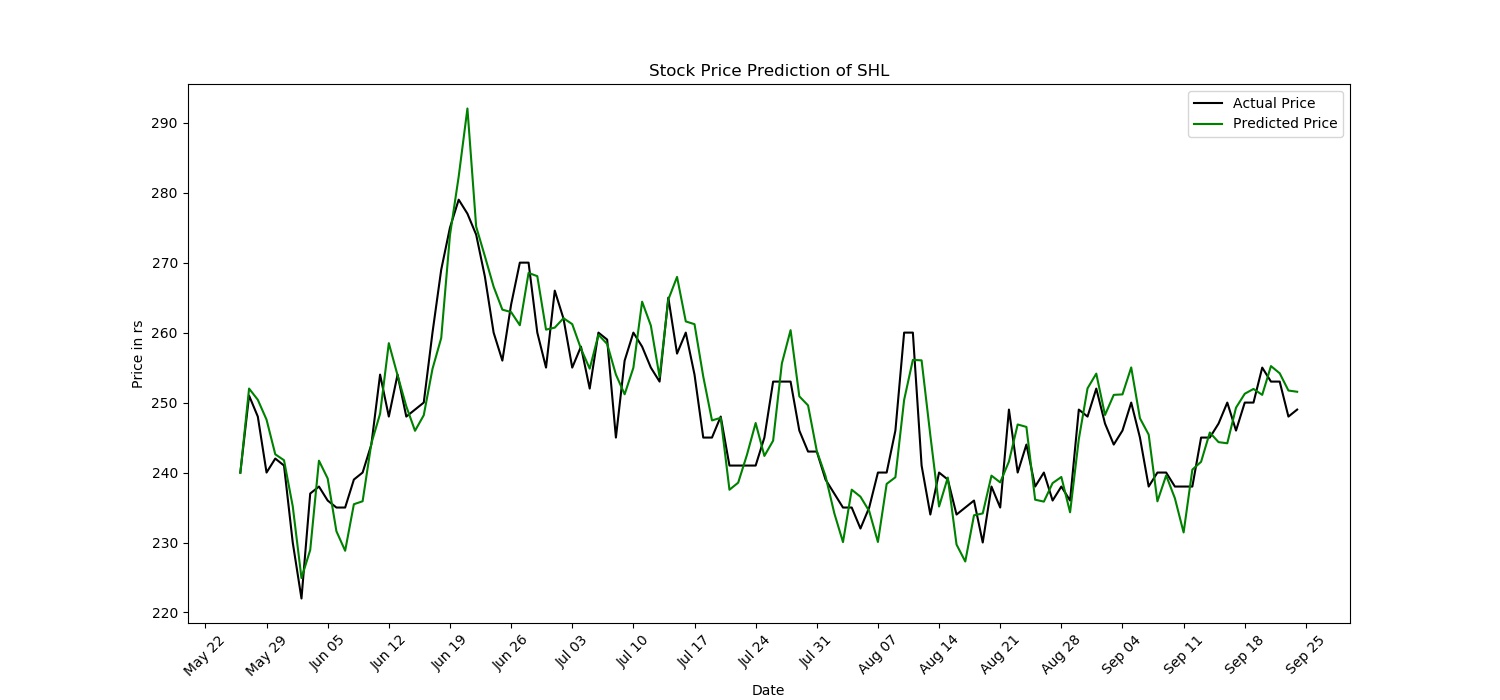 Stock Price Prediction of SHL
Actual Price
Predicted Price
Price in rs
290
280
270
260
250
240
230
220
May 22
May 29
Jun 05
Jun 12
Jun 19
Jun 26
Jul 03
Jul 10
Jul 17
Jul 24
Jul 31
Aug 07
Aug 14
Aug 21
Aug 28
Sep 04
Sep 11
Sep 18
Sep 25
Date